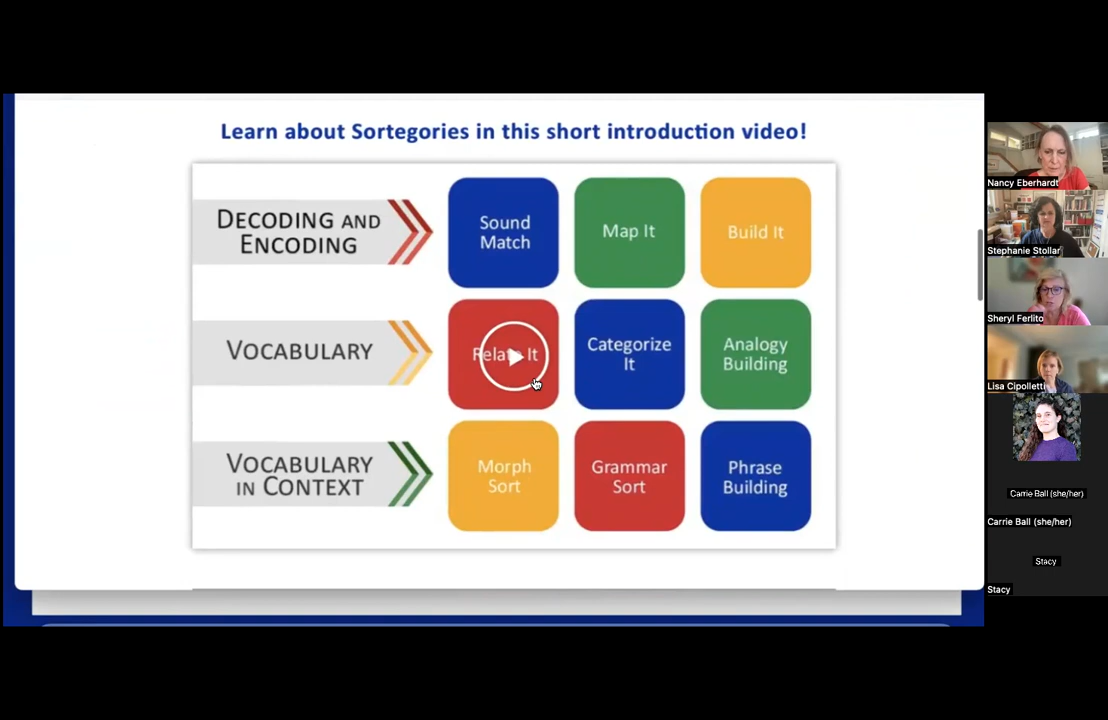 Learn about Sortegories in this short introduction video!
DECODING AND
ENCODING
Sound
Match
Map It
Build It
VOCABULARY
Relate It
Categorize
It
Analogy
Building
VOCABULARY
IN CONTEXT
Morph
Sort
Grammar
Sort
Phrase
Building
Nancy Eberhardt
Stephanie Stollar
Sheryl Ferlito
Lisa Cipolletti
Carrie Ball (she/her)
Carrie Ball (she/her)
Stacy
Stacy